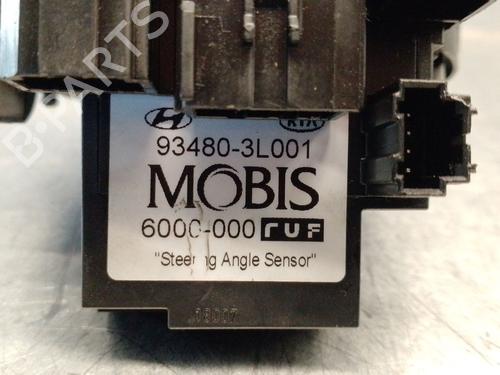 B-PARTS
KIA
93480-3L001
MOBIS
6000-000 ruf
"Steering Angle Sensor"